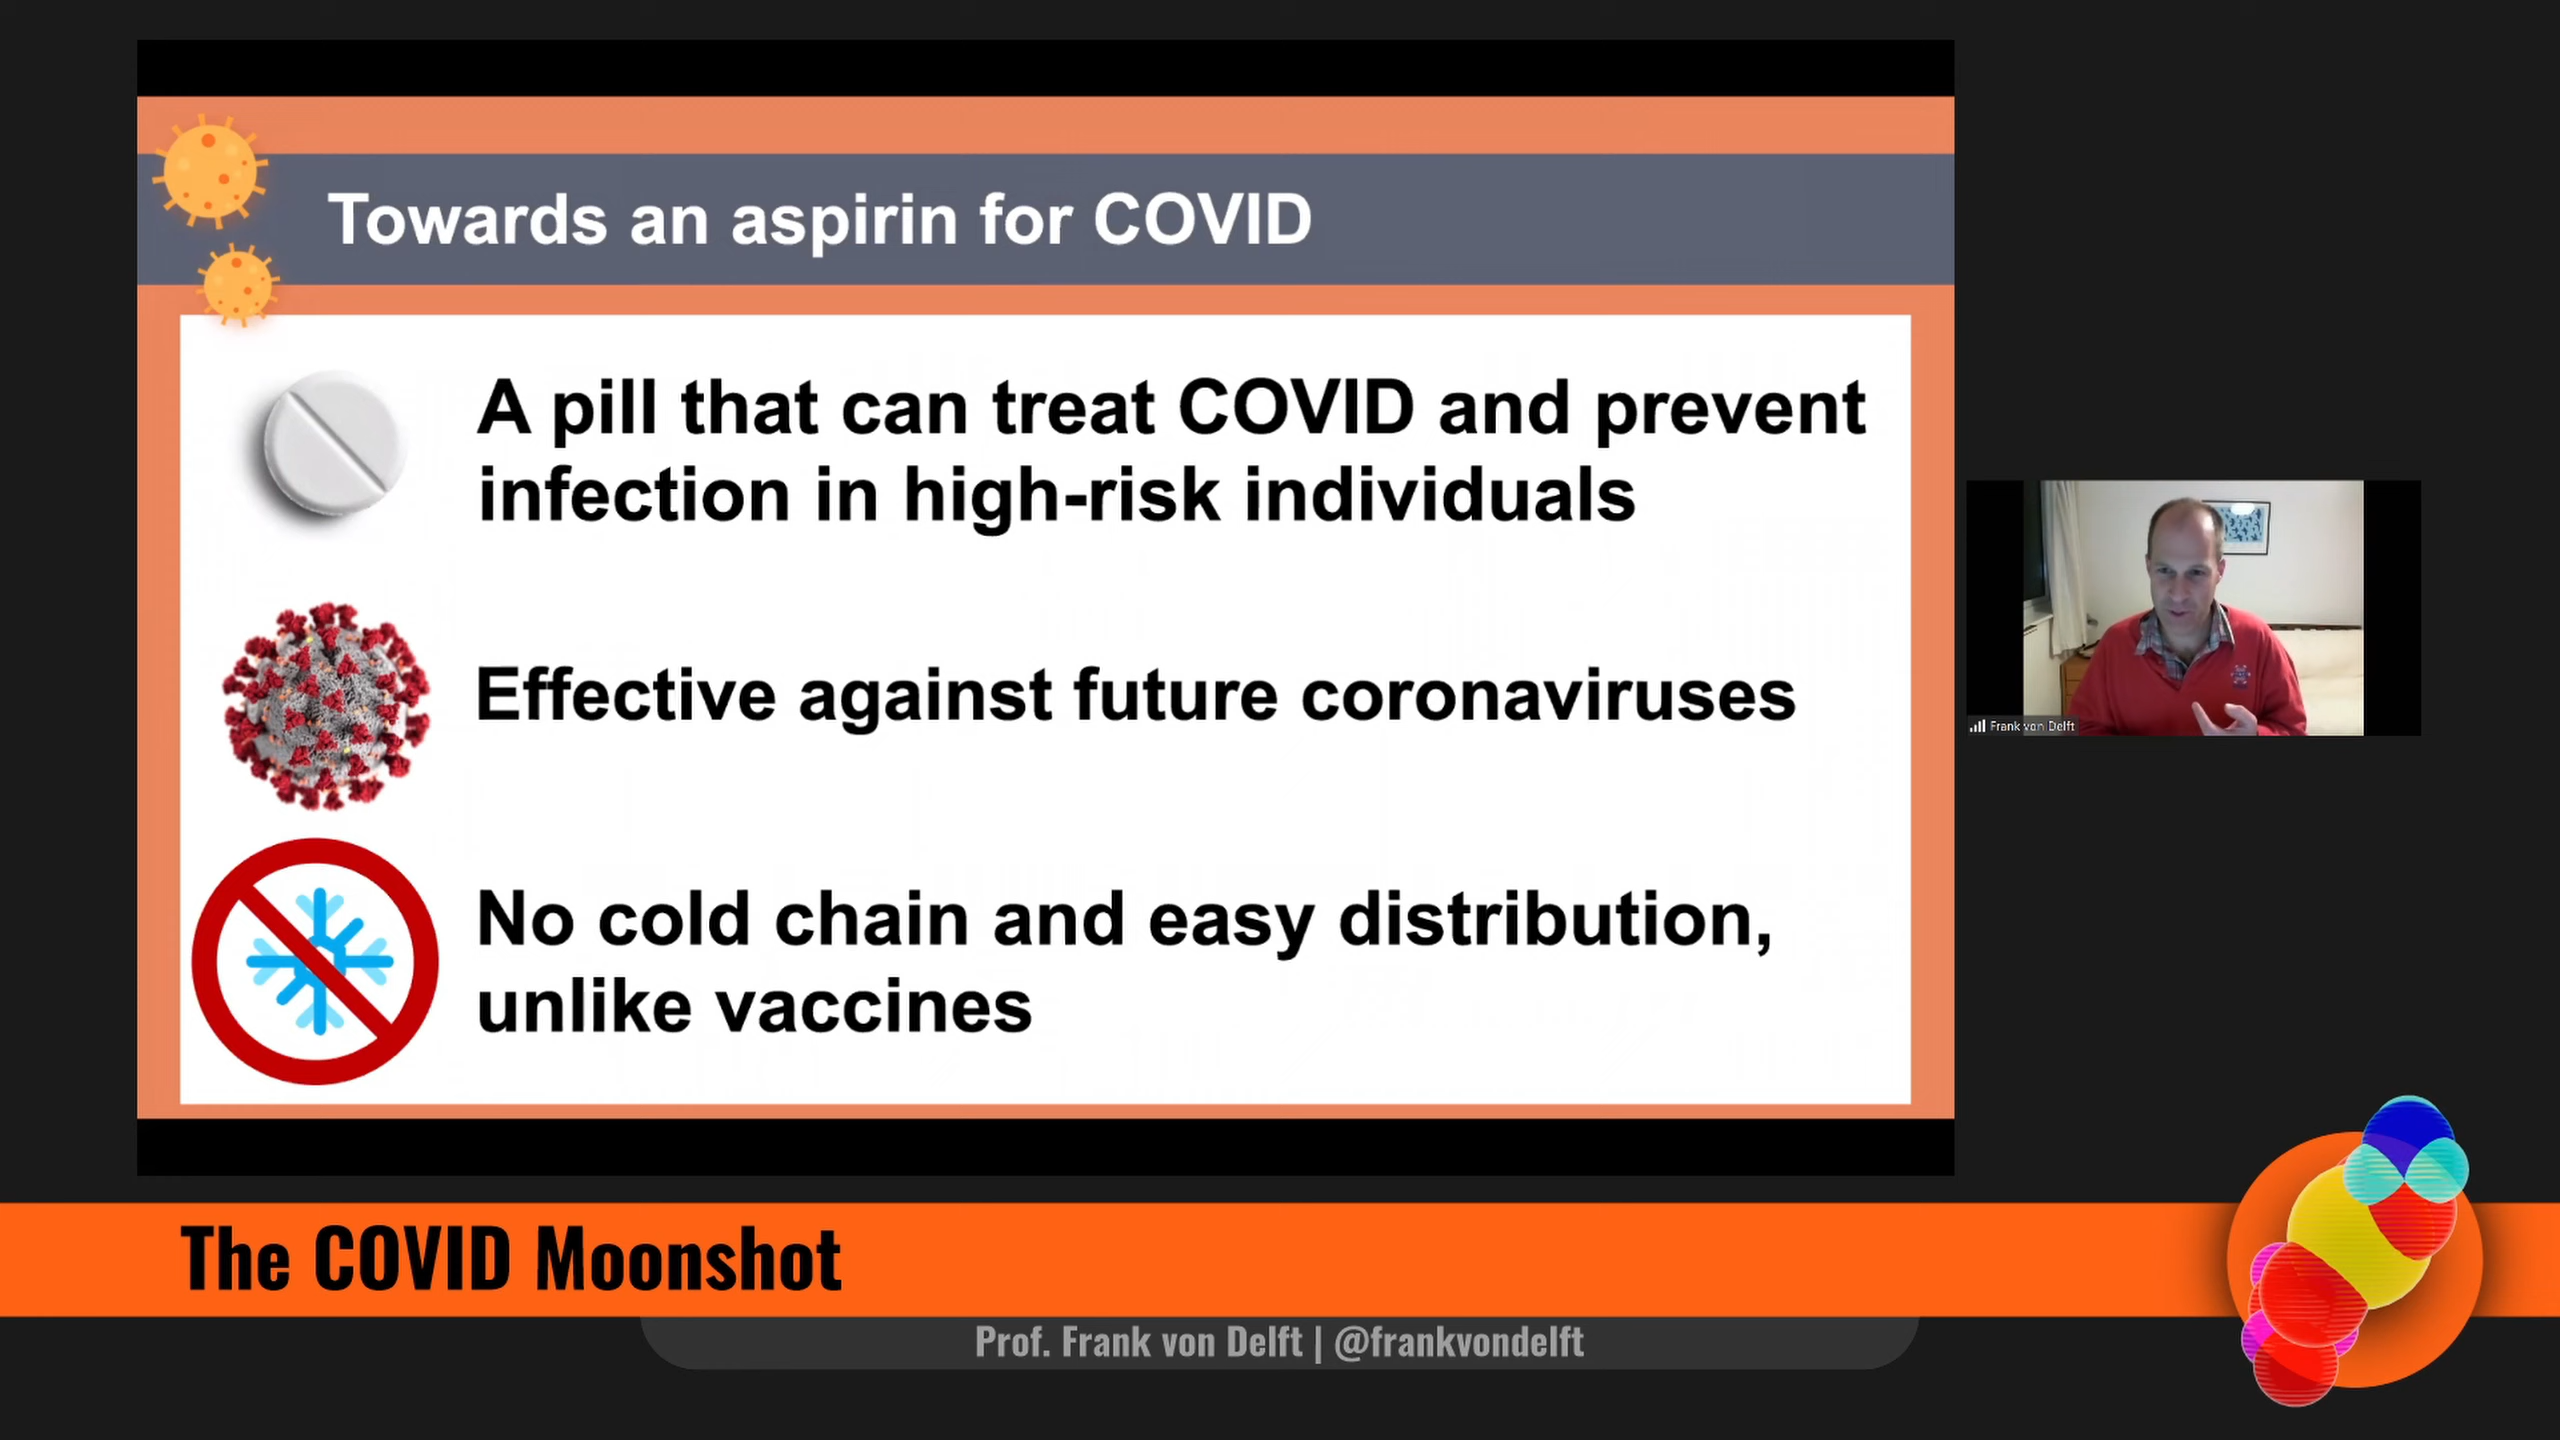 Towards an aspirin for COVID
A pill that can treat COVID and prevent
infection in high-risk individuals
Effective against future coronaviruses
No cold chain and easy distribution,
unlike vaccines
Frank von Delft
The COVID Moonshot
Prof. Frank von Delft | @frankvondelft